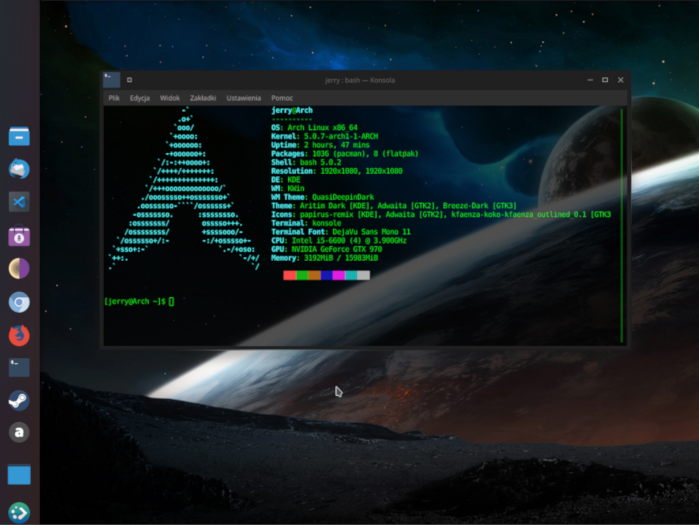 jerry : bash — Konsola
Plik Edycja Widok Zakładki Ustawienia Pomoc
jerry@Arch
----------
OS: Arch Linux x86_64
Kernel: 5.0.7-arch1-1-ARCH
Uptime: 2 hours, 47 mins
Packages: 1036 (pacman), 8 (flatpak)
Shell: bash 5.0.2
Resolution: 1920x1080, 1920x1080
DE: KDE
WM: KWin
WM Theme: QuasiDeepinDark
Theme: Aritim Dark [KDE], Adwaita [GTK2], Breeze-Dark [GTK3]
Icons: papirus-remix [KDE], Adwaita [GTK2], kfaenza-koko-kfaenza_outlined_0.1 [GTK3
Terminal: konsole
Terminal Font: DejaVu Sans Mono 11
CPU: Intel i5-6600 (4) @ 3.900GHz
GPU: NVIDIA GeForce GTX 970
Memory: 3192MiB / 15983MiB
[jerry@Arch ~]$